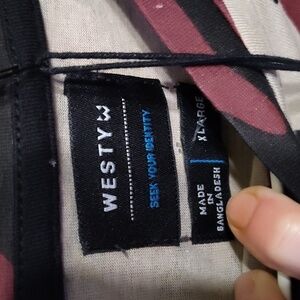 WESTY
SEEK YOUR IDENTITY
XLARGE
MADE
IN
BANGLADESH